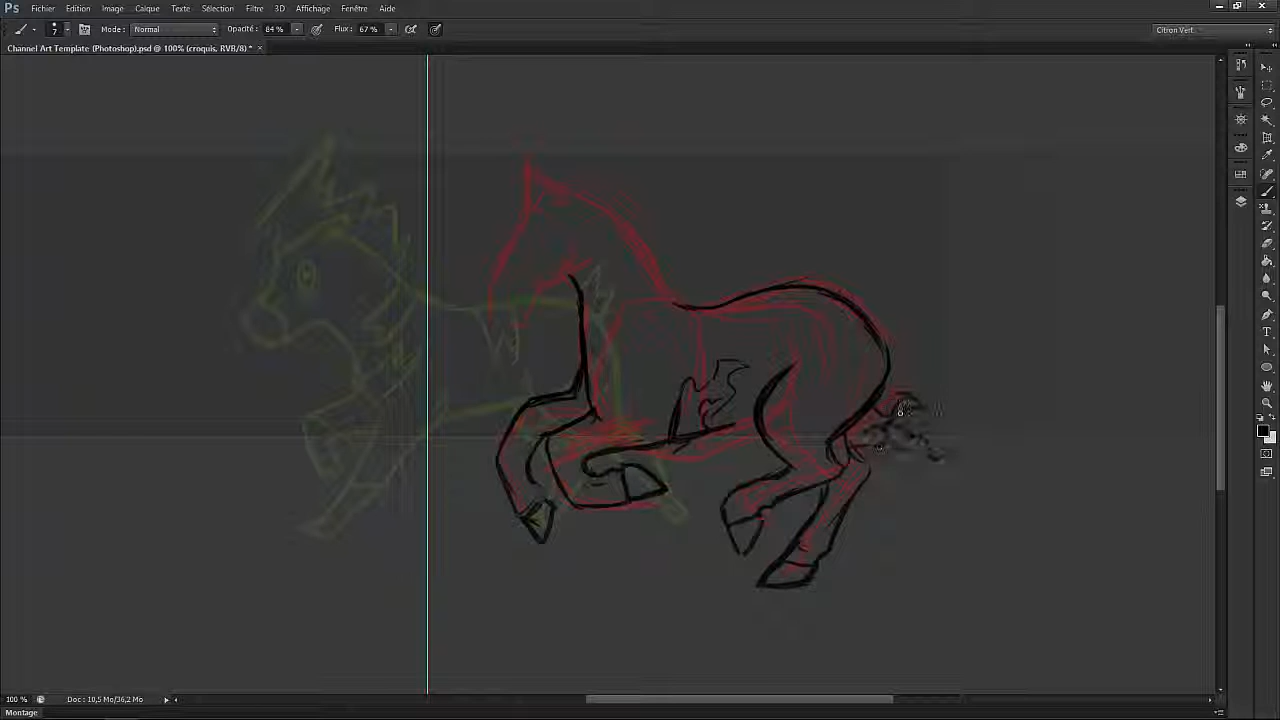 Ps Fichier Edition Image Calque Texte Sélection Filtre 3D Affichage Fenêtre Aide
7 Mode : Normal Opacité : 84 % Flux : 67 % Citron Vert
Channel Art Template (Photoshop).psd @ 100% (croquis, RVB/8) * ×
100 % Doc : 10,5 Mo/36,2 Mo
Montage